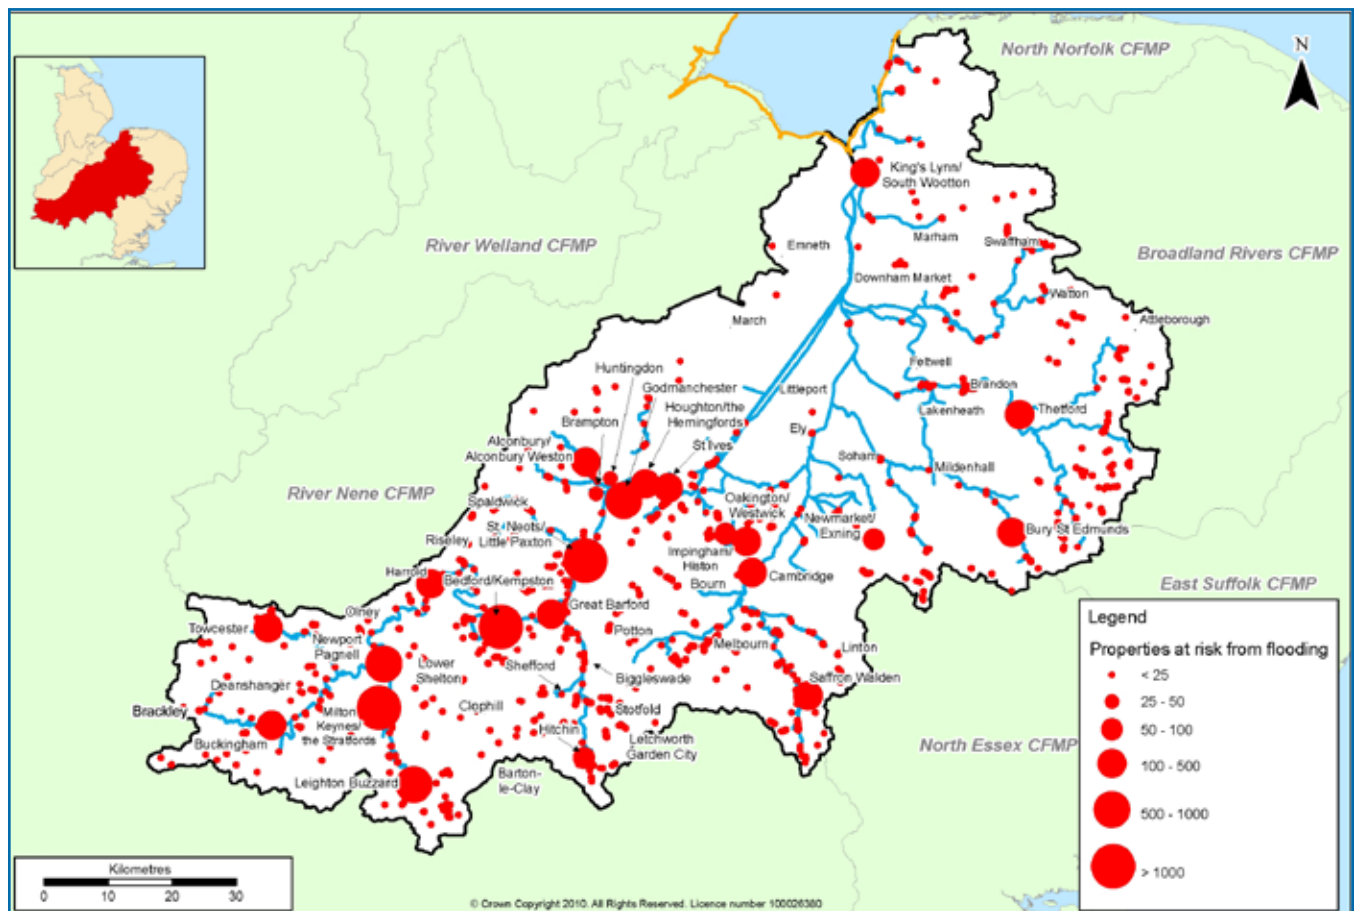 North Norfolk CFMP
N
King's Lynn/
South Wootton
River Welland CFMP
Emneth
Marham
Swaffham
Broadland Rivers CFMP
Downham Market
Watton
March
Attleborough
Huntingdon
Feltwell
Godmanchester
Littleport
Brandon
Houghton/the
Hemingfords
Lakenheath
Thetford
Brampton
Ely
Alconbury/
Alconbury Weston
St Ives
Soham
Mildenhall
River Nene CFMP
Spaldwick
Oakington/
Westwick
Newmarket/
Exning
Bury St Edmunds
St. Neots/
Little Paxton
Riseley
Impingham/
Histon
Harrold
Bedford/Kempston
Bourn
Cambridge
East Suffolk CFMP
Olney
Great Barford
Towcester
Newport
Pagnell
Potton
Melbourn
Linton
Lower
Shelton
Shefford
Biggleswade
Saffron Walden
Deanshanger
Clophill
Stotfold
Brackley
Milton
Keynes/
the Stratfords
Hitchin
Letchworth
Garden City
Buckingham
North Essex CFMP
Leighton Buzzard
Barton-
le-Clay
Legend
Properties at risk from flooding
< 25
25 - 50
50 - 100
100 - 500
500 - 1000
> 1000
Kilometres
0 10 20 30
© Crown Copyright 2010. All Rights Reserved. Licence number 100026380